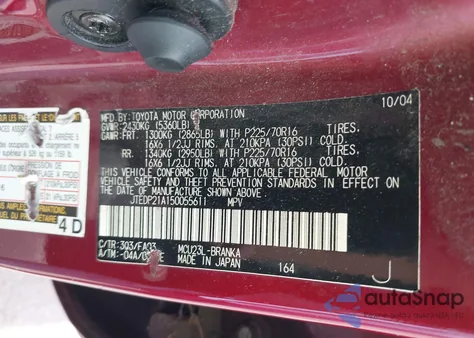 10/04
MFD. BY: TOYOTA MOTOR CORPORATION
GVWR: 2430KG (5360LB)
GAWR: FRT. 1300KG (2865LB) WITH P225/70R16 TIRES,
16X6 1/2JJ RIMS, AT 210KPA (30PSI) COLD.
RR. 1340KG (2950LB) WITH P225/70R16 TIRES,
16X6 1/2JJ RIMS, AT 210KPA (30PSI) COLD.
THIS VEHICLE CONFORMS TO ALL APPLICABLE FEDERAL MOTOR
VEHICLE SAFETY AND THEFT PREVENTION STANDARDS IN
EFFECT ON THE DATE OF MANUFACTURE SHOWN ABOVE.
JTEDP21A150055611 MPV
C/TR: 3Q3/FA03 MCU23L-BRANKA
A/TM: -04A/ MADE IN JAPAN 164
J
4D
autoSnap